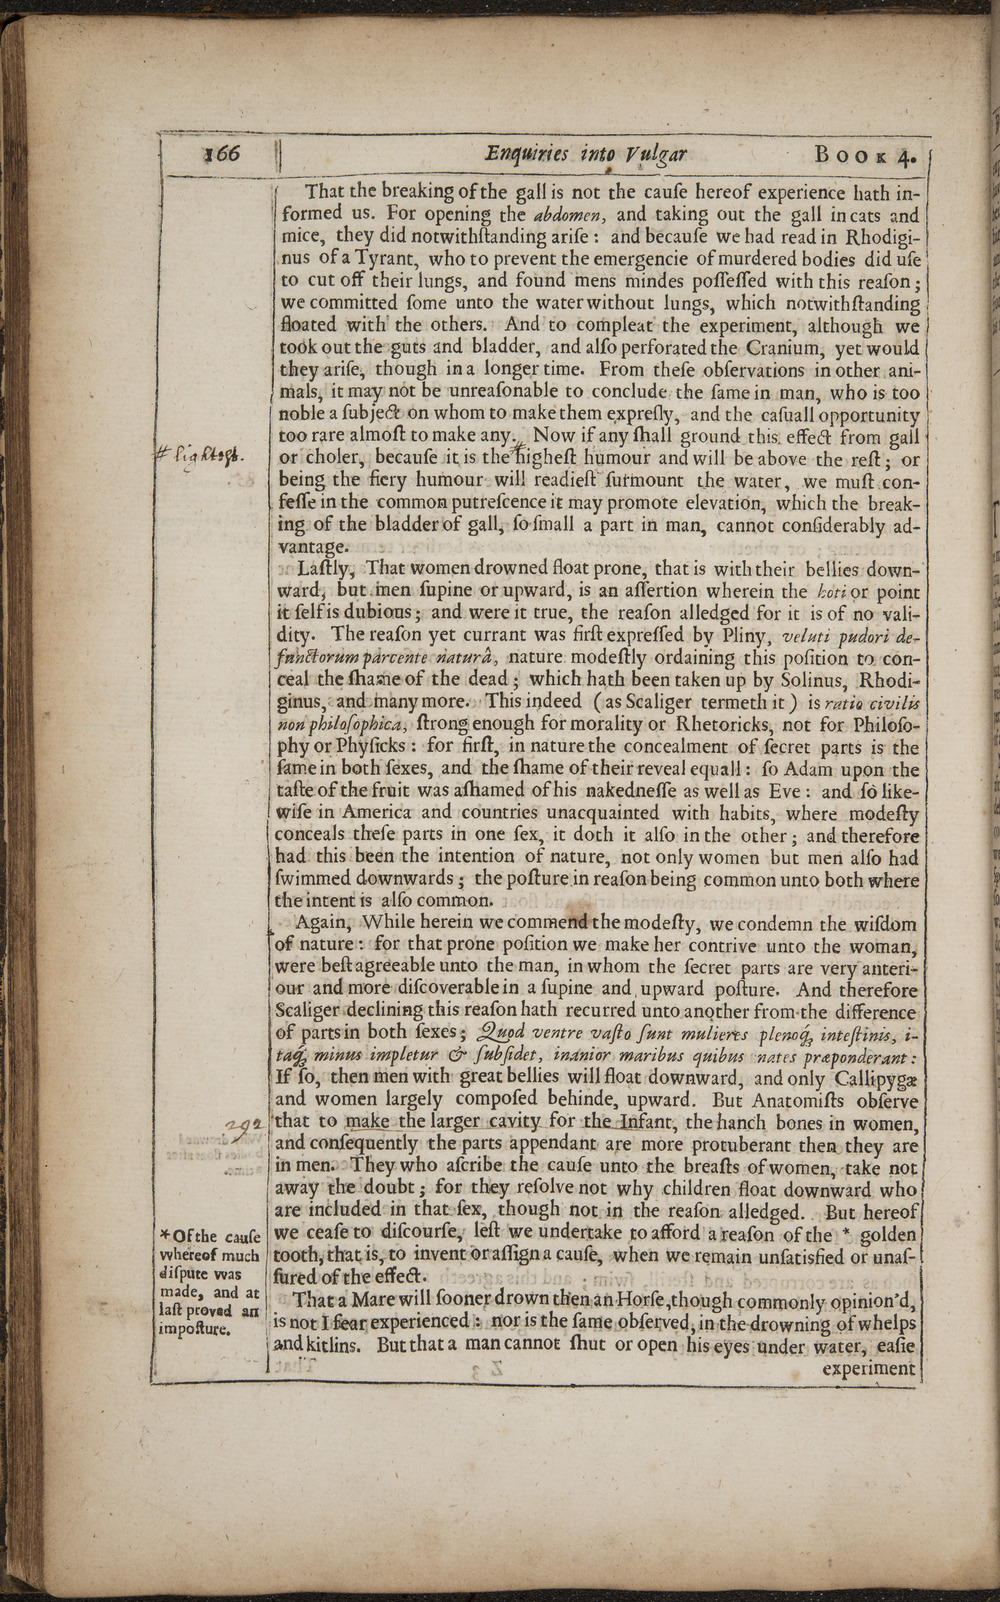 166
Enquiries into Vulgar
BOOK 4.
That the breaking of the gall is not the cauſe hereof experience hath in-
formed us. For opening the abdomen, and taking out the gall in cats and
mice, they did notwithſtanding ariſe : and becauſe we had read in Rhodigi-
nus of a Tyrant, who to prevent the emergencie of murdered bodies did uſe
to cut off their lungs, and found mens mindes poſſeſſed with this reaſon ;
we committed ſome unto the water without lungs, which notwithſtanding
floated with the others. And to compleat the experiment, although we
took out the guts and bladder, and alſo perforated the Cranium, yet would
they ariſe, though in a longer time. From theſe obſervations in other ani-
mals, it may not be unreaſonable to conclude the ſame in man, who is too
noble a ſubject on whom to make them expreſly, and the caſuall opportunity
too rare almoſt to make any. Now if any ſhall ground this effect from gall
# lightest.
or choler, becauſe it is the # higheſt humour and will be above the reſt ; or
being the fiery humour will readieſt ſurmount the water, we muſt con-
feſſe in the common putreſcence it may promote elevation, which the break-
ing of the bladder of gall, ſo ſmall a part in man, cannot conſiderably ad-
vantage.
Laſtly, That women drowned float prone, that is with their bellies down-
ward, but men ſupine or upward, is an aſſertion wherein the hoti or point
it ſelf is dubious ; and were it true, the reaſon alledged for it is of no vali-
dity. The reaſon yet currant was firſt expreſſed by Pliny, veluti pudori de-
functorum parcente naturâ, nature modeſtly ordaining this poſition to con-
ceal the ſhame of the dead ; which hath been taken up by Solinus, Rhodi-
ginus, and many more. This indeed ( as Scaliger termeth it ) is ratio civilis
non philoſophica, ſtrong enough for morality or Rhetoricks, not for Philoſo-
phy or Phyſicks : for firſt, in nature the concealment of ſecret parts is the
ſame in both ſexes, and the ſhame of their reveal equall : ſo Adam upon the
taſte of the fruit was aſhamed of his nakedneſſe as well as Eve : and ſo like-
wiſe in America and countries unacquainted with habits, where modeſty
conceals theſe parts in one ſex, it doth it alſo in the other ; and therefore
had this been the intention of nature, not only women but men alſo had
ſwimmed downwards ; the poſture in reaſon being common unto both where
the intent is alſo common.
Again, While herein we commend the modeſty, we condemn the wiſdom
of nature : for that prone poſition we make her contrive unto the woman,
were beſt agreeable unto the man, in whom the ſecret parts are very anteri-
our and more diſcoverable in a ſupine and upward poſture. And therefore
Scaliger declining this reaſon hath recurred unto another from the difference
of parts in both ſexes ; Quod ventre vaſto ſunt mulieres plenoq́; inteſtinis, i-
taq́; minus impletur & ſubſidet, inanior maribus quibus nates præponderant :
If ſo, then men with great bellies will float downward, and only Callipygæ
and women largely compoſed behinde, upward. But Anatomiſts obſerve
292
that to make the larger cavity for the Infant, the hanch bones in women,
and conſequently the parts appendant are more protuberant then they are
in men. They who aſcribe the cauſe unto the breaſts of women, take not
away the doubt ; for they reſolve not why children float downward who
are included in that ſex, though not in the reaſon alledged. But hereof
we ceaſe to diſcourſe, leſt we undertake to afford a reaſon of the * golden
tooth, that is, to invent or aſſign a cauſe, when we remain unſatisfied or unaſ-
ſured of the effect.
* Of the cauſe
whereof much
diſpute was
made, and at
laſt proved an
impoſture.
That a Mare will ſooner drown then an Horſe, though commonly opinion'd,
is not I fear experienced : nor is the ſame obſerved, in the drowning of whelps
and kitlins. But that a man cannot ſhut or open his eyes under water, eaſie
experiment